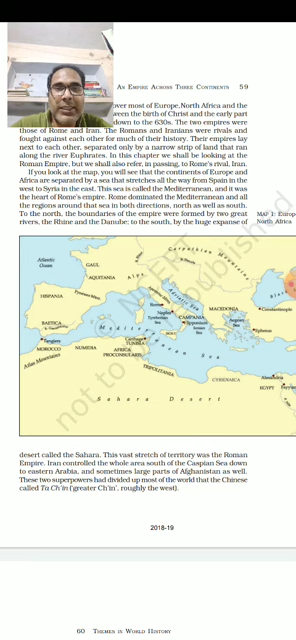 AN EMPIRE ACROSS THREE CONTINENTS 59
over most of Europe, North Africa and the
ween the birth of Christ and the early part
down to the 630s. The two empires were
those of Rome and Iran. The Romans and Iranians were rivals and
fought against each other for much of their history. Their empires lay
next to each other, separated only by a narrow strip of land that ran
along the river Euphrates. In this chapter we shall be looking at the
Roman Empire, but we shall also refer, in passing, to Rome's rival, Iran.
If you look at the map, you will see that the continents of Europe and
Africa are separated by a sea that stretches all the way from Spain in the
west to Syria in the east. This sea is called the Mediterranean, and it was
the heart of Rome's empire. Rome dominated the Mediterranean and all
the regions around that sea in both directions, north as well as south.
To the north, the boundaries of the empire were formed by two great
rivers, the Rhine and the Danube; to the south, by the huge expanse of
MAP 1: Europ
North Africa
Atlantic
Ocean
GAUL
AQUITANIA
Alps
Carpathian Mountains
HISPANIA
Pyrenees Mtns
Adriatic Sea
Black
Rome
Naples
Tyrrhenian
Sea
CAMPANIA
MACEDONIA
Constantinople
BAETICA
Ionian
Sea
Aegean
Sea
Ephesus
Tangiers
MOROCCO
NUMIDIA
Carthage
TUNISIA
AFRICA
PROCONSULARIS
Mediterranean Sea
Atlas Mountains
TRIPOLITANIA
CYRENAICA
Alexandria
EGYPT
Sahara Desert
not to
published
desert called the Sahara. This vast stretch of territory was the Roman
Empire. Iran controlled the whole area south of the Caspian Sea down
to eastern Arabia, and sometimes large parts of Afghanistan as well.
These two superpowers had divided up most of the world that the Chinese
called Ta Ch'in ('greater Ch'in', roughly the west).
2018-19
60 THEMES IN WORLD HISTORY